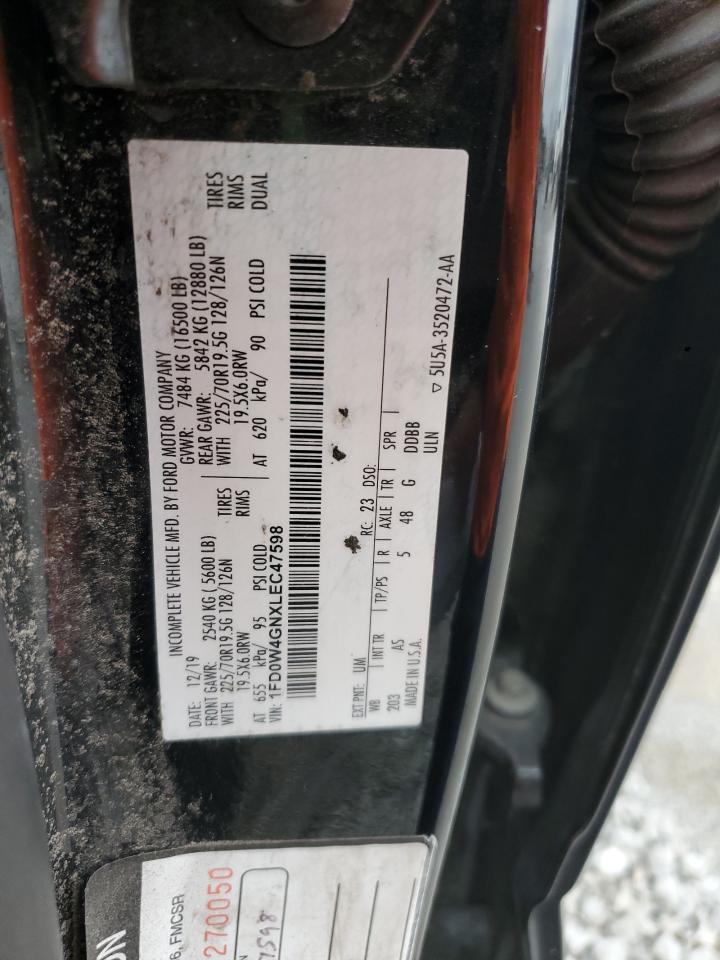 INCOMPLETE VEHICLE MFD. BY FORD MOTOR COMPANY
DATE: 12/19 GVWR: 7484 KG (16500 LB)
FRONT GAWR: 2540 KG ( 5600 LB) REAR GAWR: 5842 KG (12880 LB)
WITH 225/70R19.5G 128/126N TIRES WITH 225/70R19.5G 128/126N TIRES
19.5X6.0RW RIMS 19.5X6.0RW RIMS
AT 655 kPa/ 95 PSI COLD AT 620 kPa/ 90 PSI COLD DUAL
VIN: 1FD0W4GNXLEC47598
EXT PNT: UM RC: 23 DSO:
WB INT TR TP/PS R AXLE TR SPR
203 AS 5 48 G DDBB
MADE IN U.S.A. ULN
▽ 5U5A-3520472-AA
ON
6, FMCSR
270050
N
7598